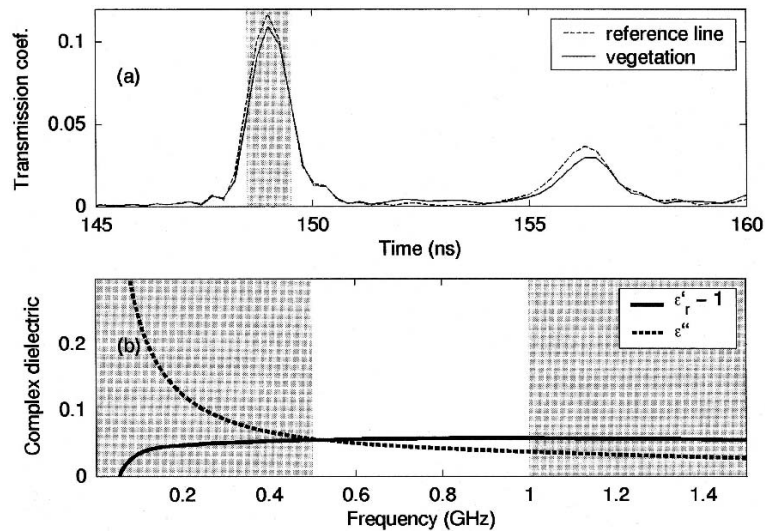 0.1
reference line
vegetation
(a)
Transmission coef.
0.05
0
145 150 155 160
Time (ns)
ε'r − 1
ε“
0.2
(b)
Complex dielectric
0.1
0
0.2 0.4 0.6 0.8 1 1.2 1.4
Frequency (GHz)